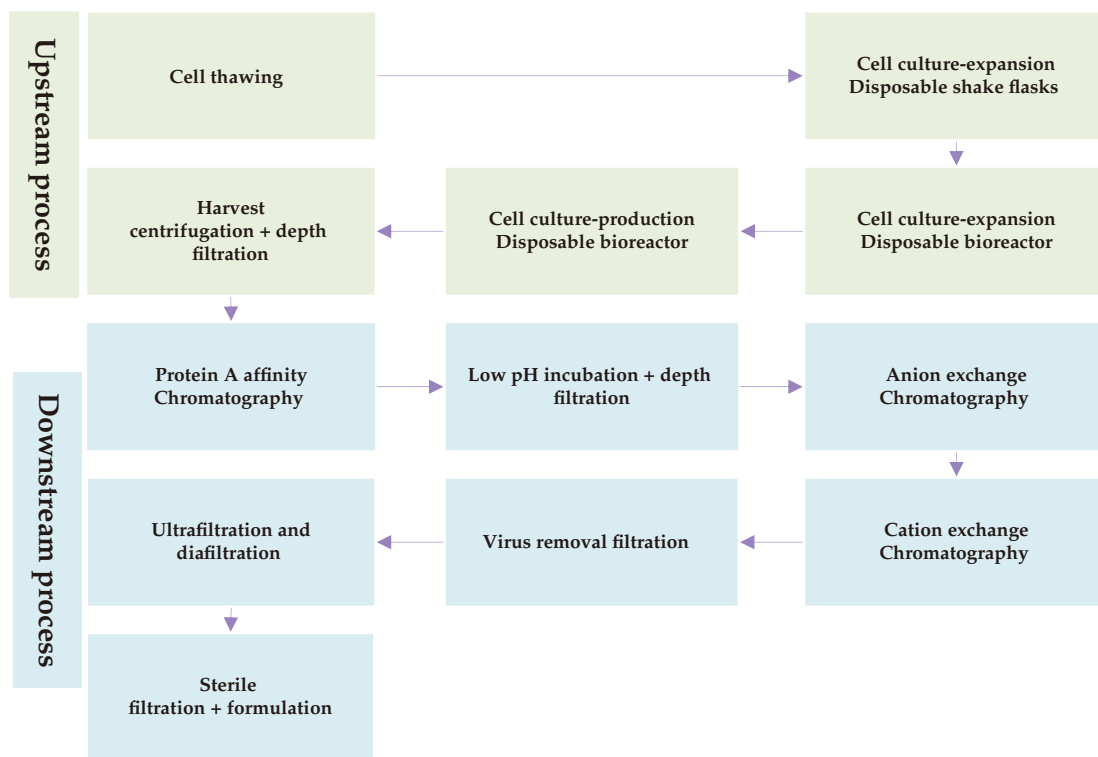 Upstream process
Cell thawing
Cell culture-expansion
Disposable shake flasks
Cell culture-expansion
Disposable bioreactor
Cell culture-production
Disposable bioreactor
Harvest
centrifugation + depth
filtration
Downstream process
Protein A affinity
Chromatography
Low pH incubation + depth
filtration
Anion exchange
Chromatography
Cation exchange
Chromatography
Virus removal filtration
Ultrafiltration and
diafiltration
Sterile
filtration + formulation